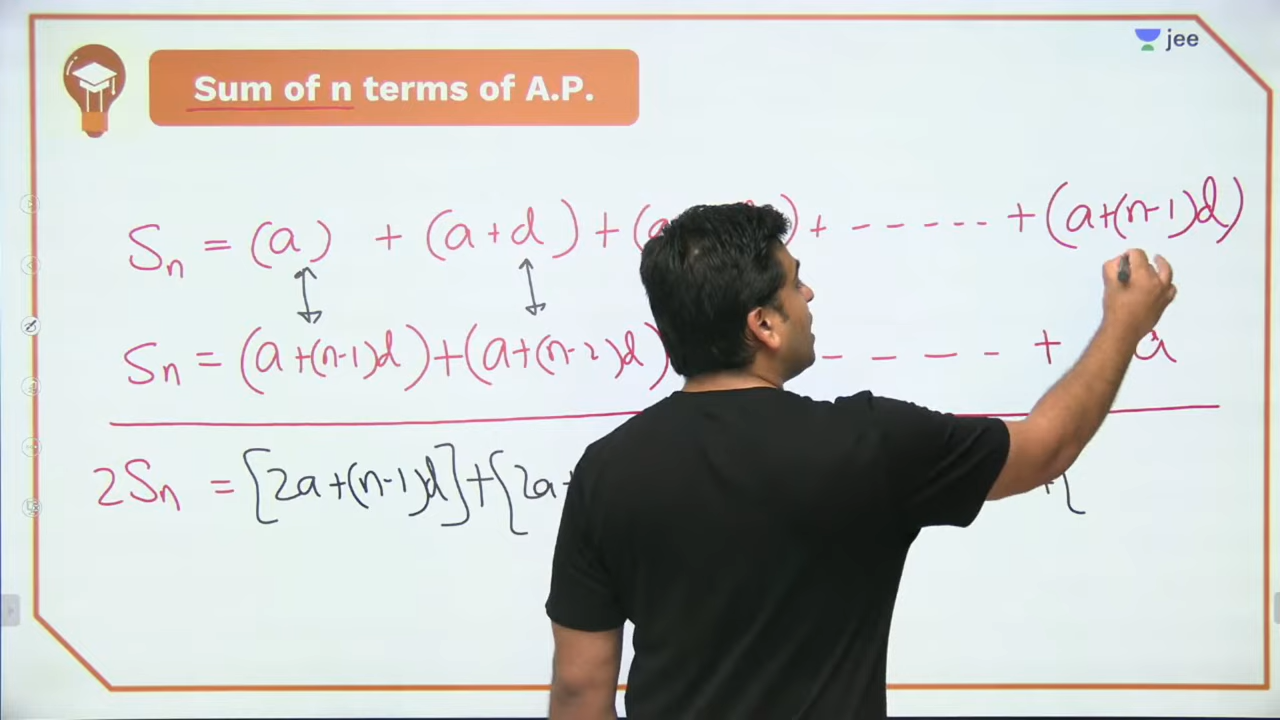 jee
Sum of n terms of A.P.
Sn = (a) + (a+d) + ( ) + ------ + (a+(n-1)d)
Sn = (a+(n-1)d) + (a+(n-2)d) - - - - + a
2Sn = [2a+(n-1)d] + [2a+ + [